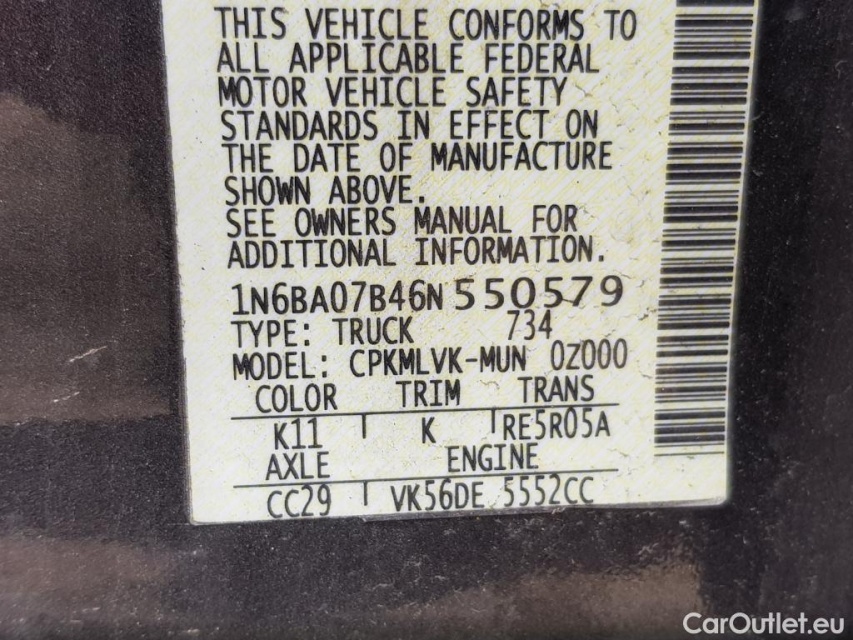 THIS VEHICLE CONFORMS TO
ALL APPLICABLE FEDERAL
MOTOR VEHICLE SAFETY
STANDARDS IN EFFECT ON
THE DATE OF MANUFACTURE
SHOWN ABOVE.
SEE OWNERS MANUAL FOR
ADDITIONAL INFORMATION.
1N6BA07B46N 550579
TYPE: TRUCK 734
MODEL: CPKMLVK-MUN 0Z000
COLOR TRIM TRANS
K11 K RE5R05A
AXLE ENGINE
CC29 VK56DE 5552CC
CarOutlet.eu